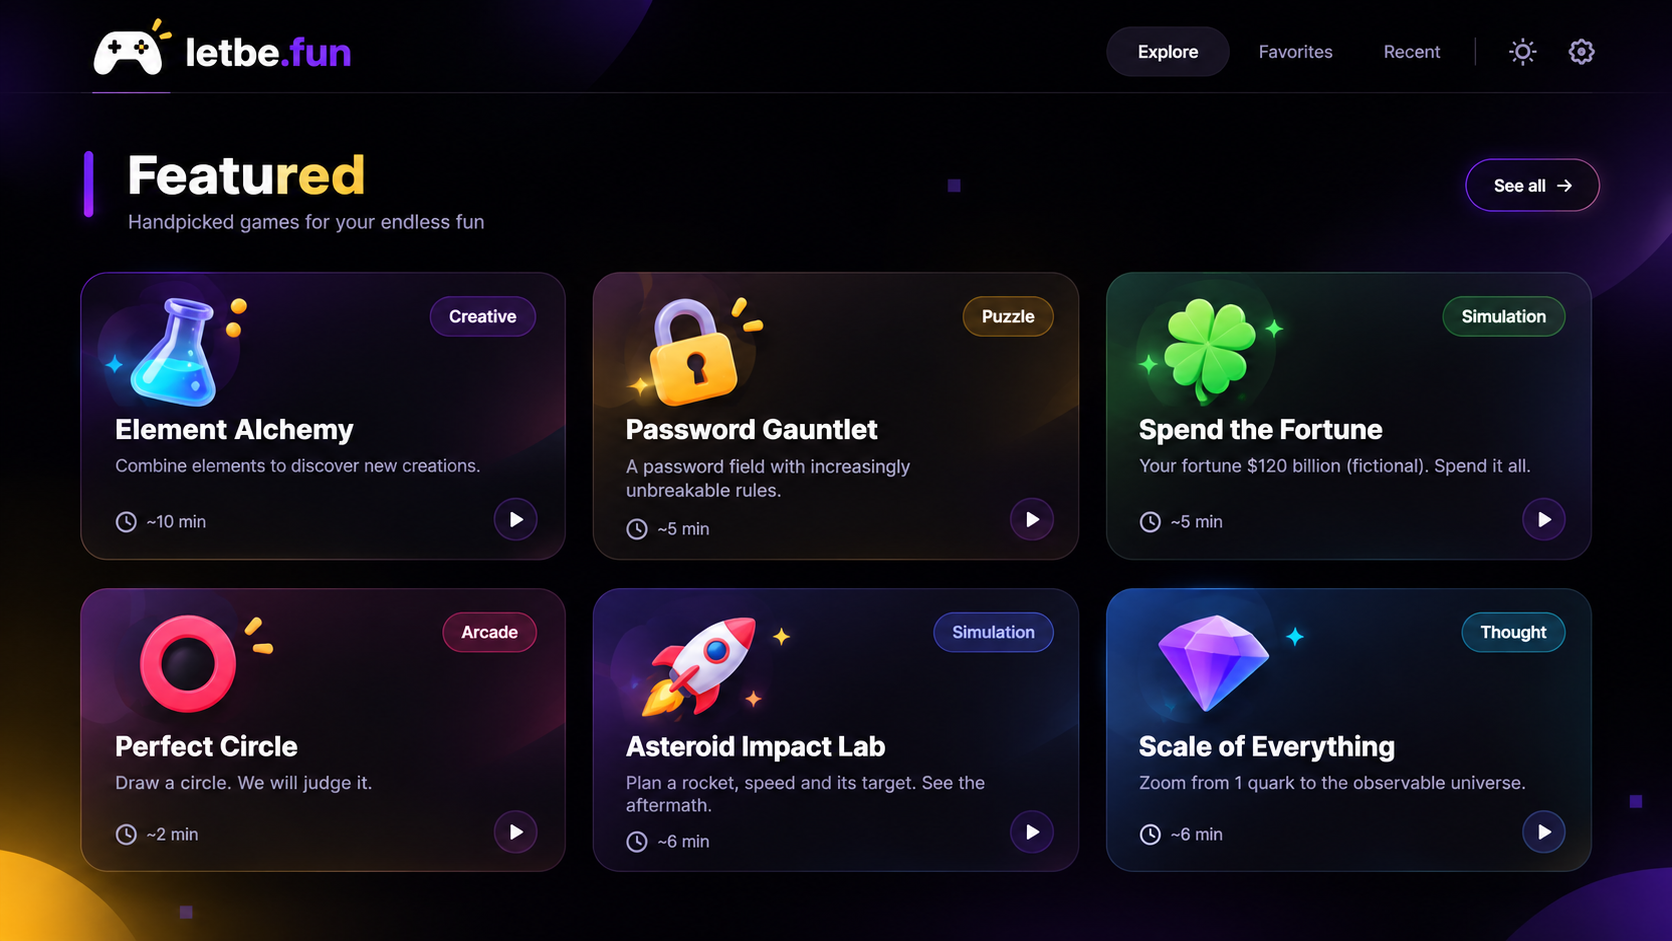 letbe.fun
Explore
Favorites
Recent
Featured
Handpicked games for your endless fun
See all
Creative
Element Alchemy
Combine elements to discover new creations.
~10 min
Puzzle
Password Gauntlet
A password field with increasingly
unbreakable rules.
~5 min
Simulation
Spend the Fortune
Your fortune $120 billion (fictional). Spend it all.
~5 min
Arcade
Perfect Circle
Draw a circle. We will judge it.
~2 min
Simulation
Asteroid Impact Lab
Plan a rocket, speed and its target. See the
aftermath.
~6 min
Thought
Scale of Everything
Zoom from 1 quark to the observable universe.
~6 min